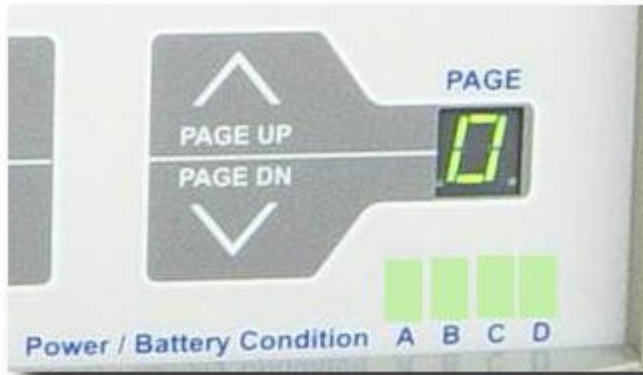 PAGE
PAGE UP
0
PAGE DN
Power / Battery Condition A B C D